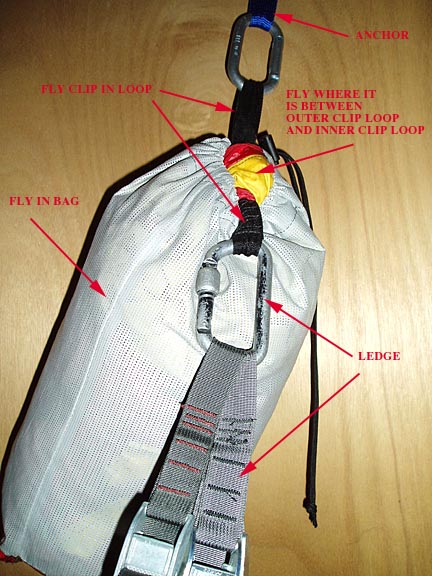 ANCHOR
FLY CLIP IN LOOP
FLY WHERE IT
IS BETWEEN
OUTER CLIP LOOP
AND INNER CLIP LOOP
FLY IN BAG
LEDGE